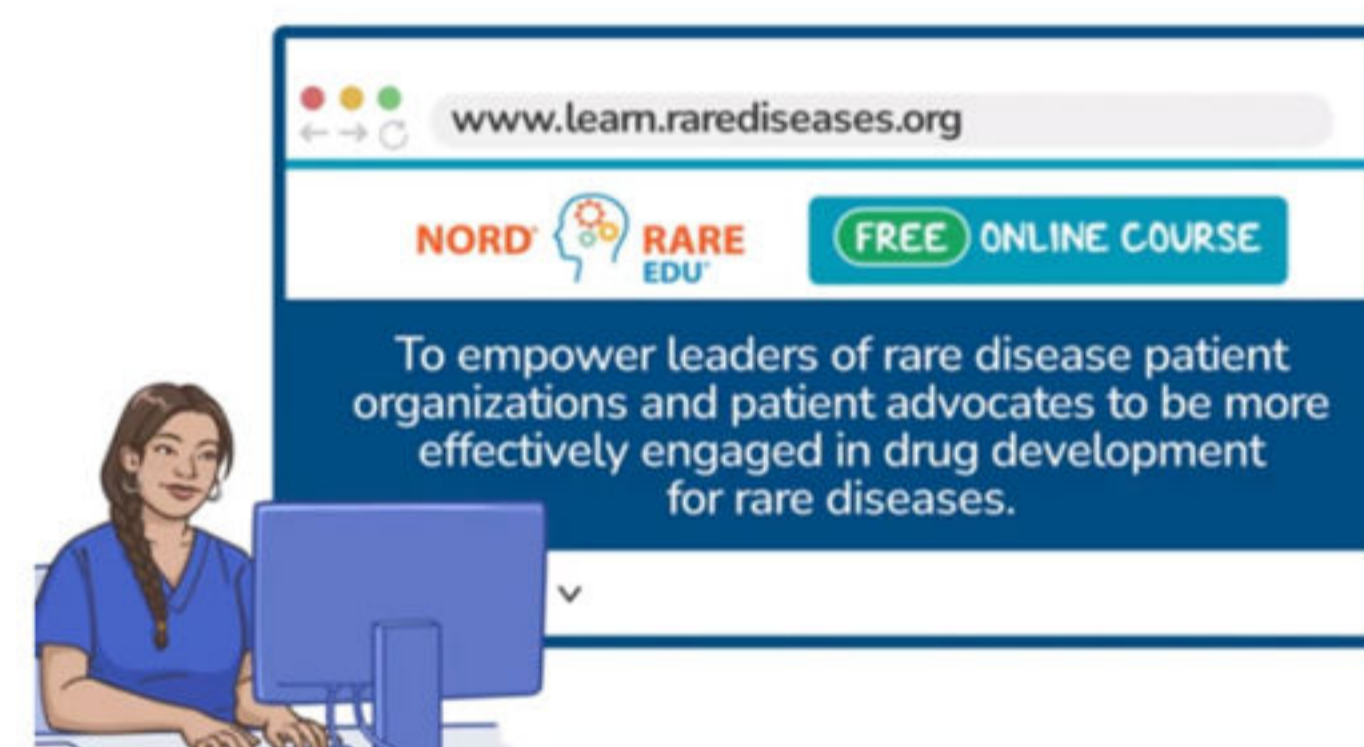 www.learn.rarediseases.org
NORD® RARE EDU®
FREE ONLINE COURSE
To empower leaders of rare disease patient
organizations and patient advocates to be more
effectively engaged in drug development
for rare diseases.